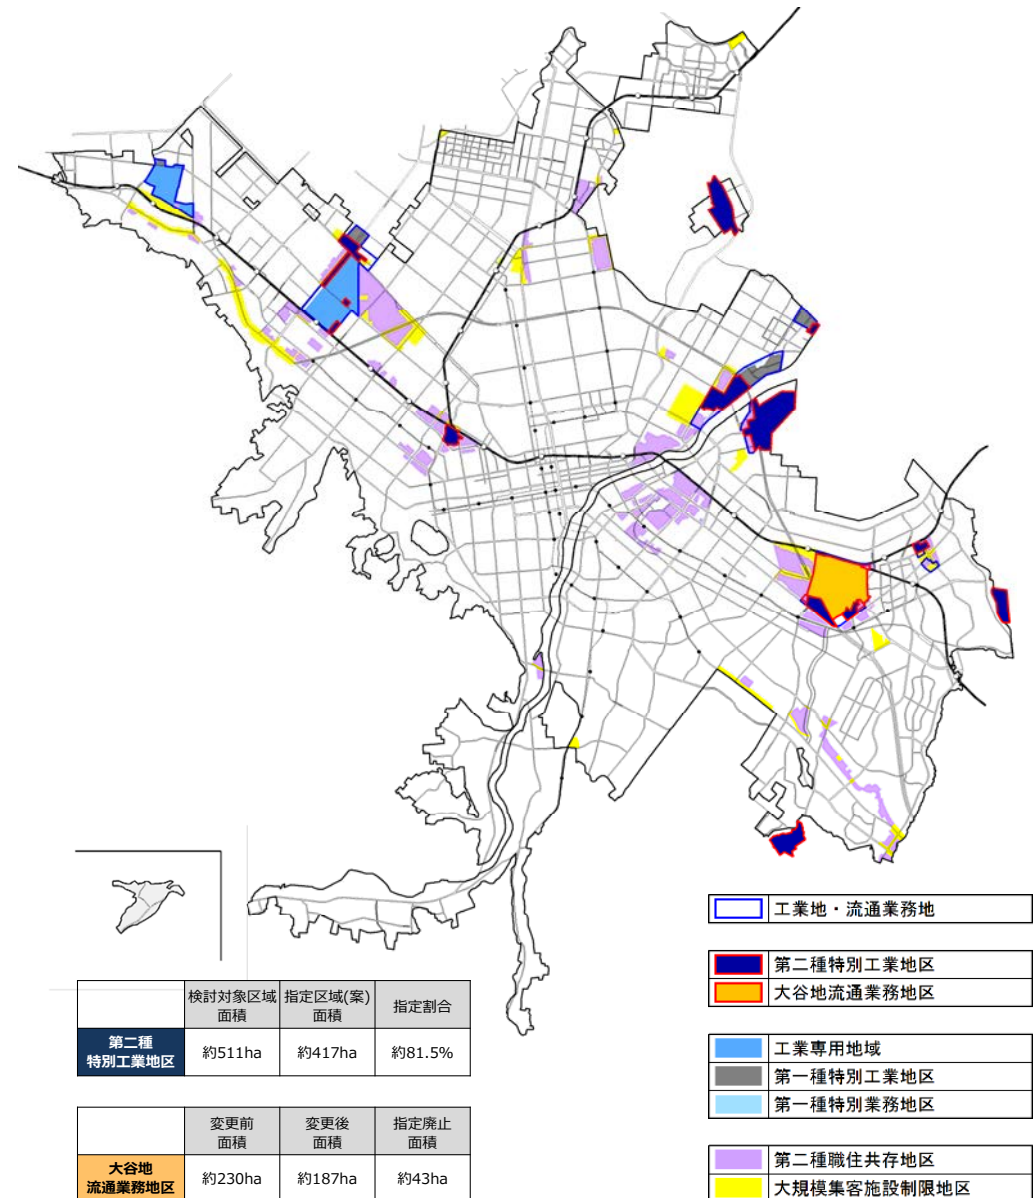 工業地・流通業務地
第二種特別工業地区
大谷地流通業務地区
工業専用地域
第一種特別工業地区
第一種特別業務地区
第二種職住共存地区
大規模集客施設制限地区
検討対象区域 指定区域(案) 指定割合
面積 面積
第二種
特別工業地区
約511ha 約417ha 約81.5%
変更前 変更後 指定廃止
面積 面積 面積
大谷地
流通業務地区
約230ha 約187ha 約43ha